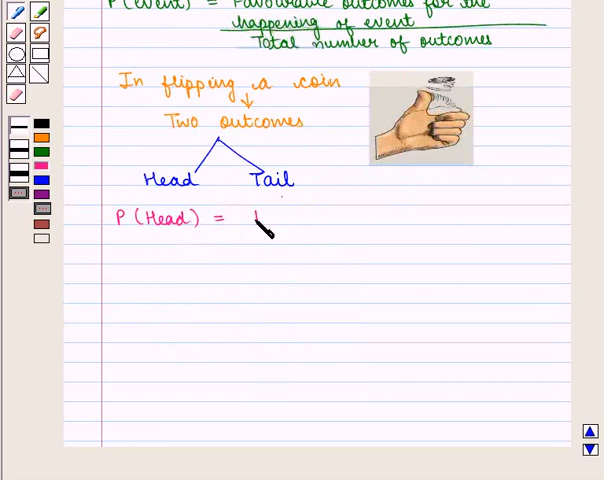 P(event) = Favourable outcomes for the
happening of event
Total number of outcomes
In flipping a coin
Two outcomes
Head Tail
P(Head) = 1